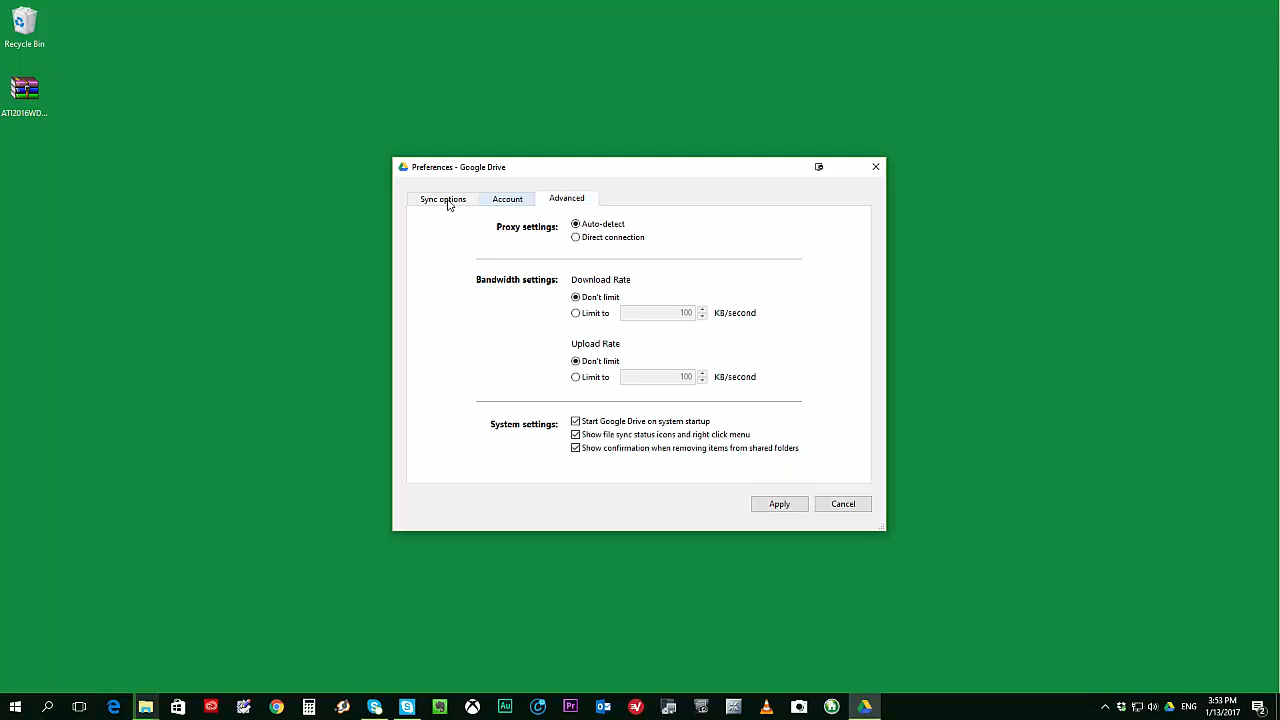 Recycle Bin
ATI2016WD...
Preferences - Google Drive
Sync options
Account
Advanced
Proxy settings:
Auto-detect
Direct connection
Bandwidth settings:
Download Rate
Don't limit
Limit to
100
KB/second
Upload Rate
Don't limit
Limit to
100
KB/second
System settings:
Start Google Drive on system startup
Show file sync status icons and right click menu
Show confirmation when removing items from shared folders
Apply
Cancel
ENG
3:53 PM
1/13/2017